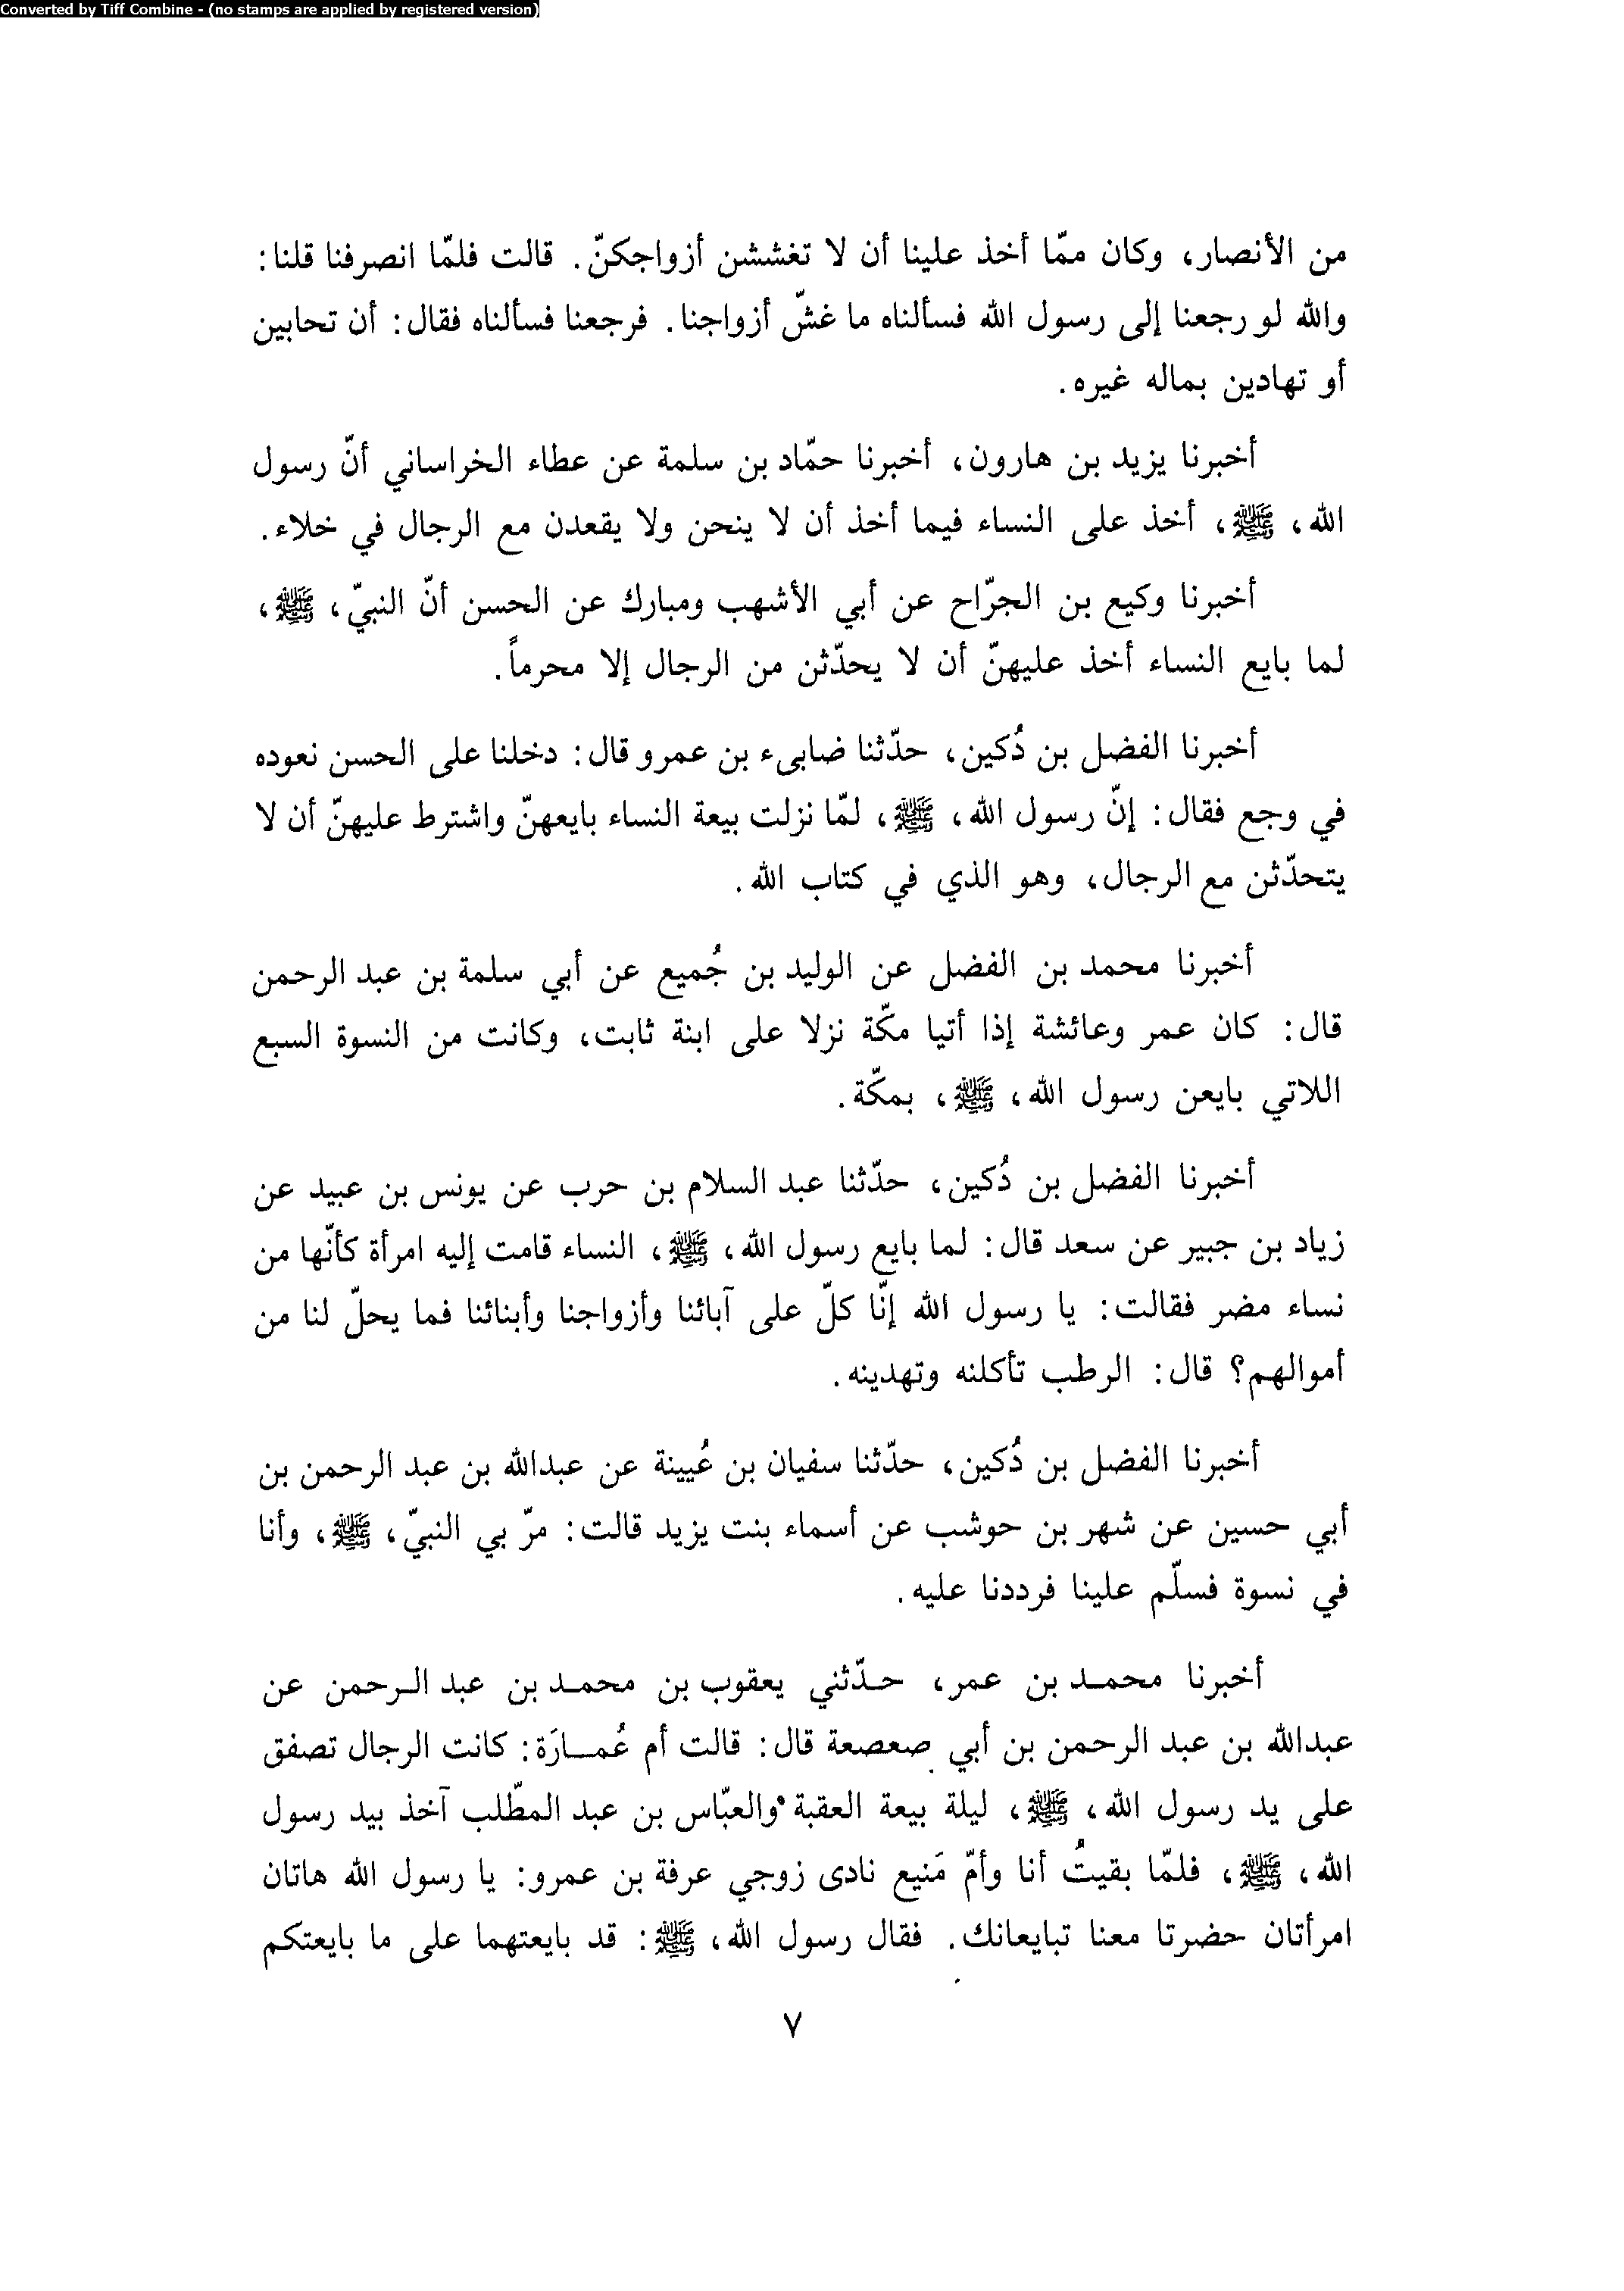 Converted by Tiff Combine - (no stamps are applied by registered version)
من الأنصار، وكان ممّا أخذ علينا أن لا تغششن أزواجكنّ. قالت فلمّا انصرفنا قلنا:
والله لو رجعنا إلى رسول الله فسألناه ما غشّ أزواجنا. فرجعنا فسألناه فقال: أن تحابين
أو تهادين بماله غيره.
أخبرنا يزيد بن هارون، أخبرنا حمّاد بن سلمة عن عطاء الخراساني أنّ رسول
الله، ﷺ، أخذ على النساء فيما أخذ أن لا ينحن ولا يقعدن مع الرجال في خلاء.
أخبرنا وكيع بن الجرّاح عن أبي الأشهب ومبارك عن الحسن أنّ النبيّ، ﷺ،
لما بايع النساء أخذ عليهنّ أن لا يحدّثن من الرجال إلا محرماً.
أخبرنا الفضل بن دُكين، حدّثنا ضابىء بن عمرو قال: دخلنا على الحسن نعوده
في وجع فقال: إنّ رسول الله، ﷺ، لمّا نزلت بيعة النساء بايعهنّ واشترط عليهنّ أن لا
يتحدّثن مع الرجال، وهو الذي في كتاب الله.
أخبرنا محمد بن الفضل عن الوليد بن جُميع عن أبي سلمة بن عبد الرحمن
قال: كان عمر وعائشة إذا أتيا مكّة نزلا على ابنة ثابت، وكانت من النسوة السبع
اللاتي بايعن رسول الله، ﷺ، بمكّة.
أخبرنا الفضل بن دُكين، حدّثنا عبد السلام بن حرب عن يونس بن عبيد عن
زياد بن جبير عن سعد قال: لما بايع رسول الله، ﷺ، النساء قامت إليه امرأة كأنّها من
نساء مضر فقالت: يا رسول الله إنّا كلّ على آبائنا وأزواجنا وأبنائنا فما يحلّ لنا من
أموالهم؟ قال: الرطب تأكلنه وتهدينه.
أخبرنا الفضل بن دُكين، حدّثنا سفيان بن عُيينة عن عبدالله بن عبد الرحمن بن
أبي حسين عن شهر بن حوشب عن أسماء بنت يزيد قالت: مرّ بي النبيّ، ﷺ، وأنا
في نسوة فسلّم علينا فرددنا عليه.
أخبرنا محمـد بن عمر، حـدّثني يعقوب بن محمـد بن عبد الـرحمن عن
عبدالله بن عبد الرحمن بن أبي صعصعة قال: قالت أم عُمـارَة: كانت الرجال تصفق
على يد رسول الله، ﷺ، ليلة بيعة العقبة والعبّاس بن عبد المطّلب آخذ بيد رسول
الله، ﷺ، فلمّا بقيتُ أنا وأمّ مَنيع نادى زوجي عرفة بن عمرو: يا رسول الله هاتان
امرأتان حضرتا معنا تبايعانك. فقال رسول الله، ﷺ: قد بايعتهما على ما بايعتكم
٧